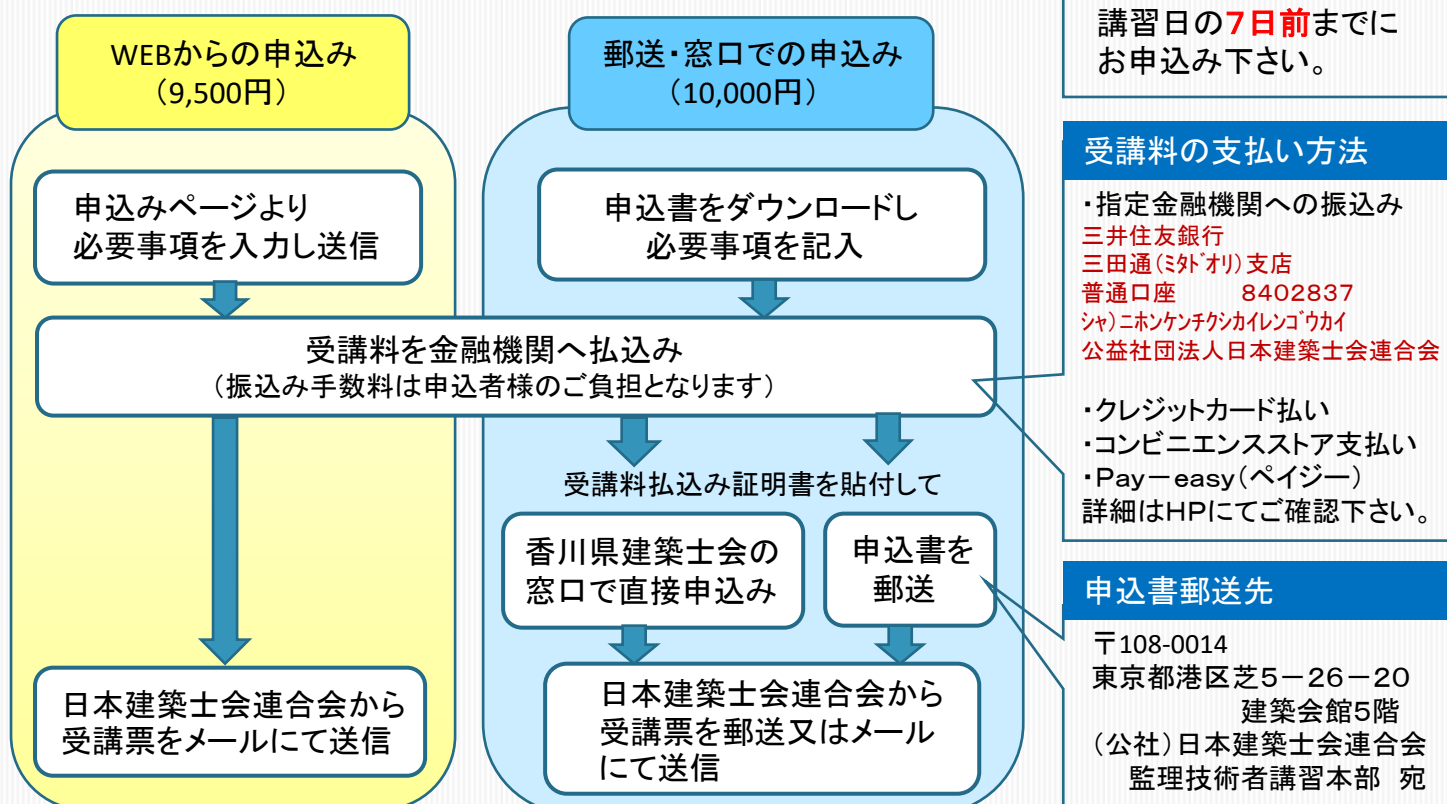 WEBからの申込み
（9,500円）
申込みページより
必要事項を入力し送信
郵送・窓口での申込み
（10,000円）
申込書をダウンロードし
必要事項を記入
受講料を金融機関へ払込み
（振込み手数料は申込者様のご負担となります）
受講料払込み証明書を貼付して
香川県建築士会の
窓口で直接申込み
申込書を
郵送
日本建築士会連合会から
受講票をメールにて送信
日本建築士会連合会から
受講票を郵送又はメール
にて送信
講習日の７日前までに
お申込み下さい。
受講料の支払い方法
・指定金融機関への振込み
三井住友銀行
三田通（ﾐﾀﾄﾞｵﾘ）支店
普通口座　　８４０２８３７
ｼｬ）ﾆﾎﾝｹﾝﾁｸｼｶｲﾚﾝｺﾞｳｶｲ
公益社団法人日本建築士会連合会
・クレジットカード払い
・コンビニエンスストア支払い
・Ｐａｙ－ｅａｓｙ（ペイジー）
詳細はＨＰにてご確認下さい。
申込書郵送先
〒108-0014
東京都港区芝５－２６－２０
建築会館５階
（公社）日本建築士会連合会
監理技術者講習本部　宛